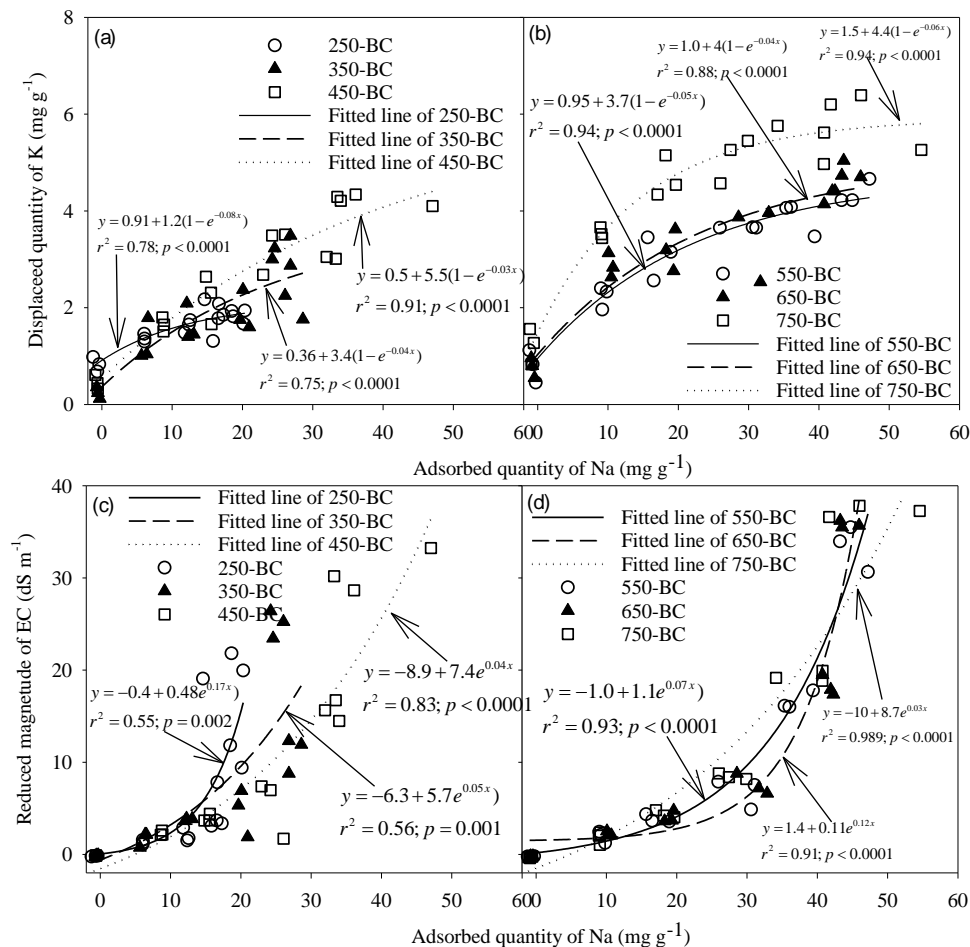 (a)
250-BC
350-BC
450-BC
Fitted line of 250-BC
Fitted line of 350-BC
Fitted line of 450-BC
y = 0.91 + 1.2(1 − e^{−0.08x})
r² = 0.78; p < 0.0001
y = 0.5 + 5.5(1 − e^{−0.03x})
r² = 0.91; p < 0.0001
y = 0.36 + 3.4(1 − e^{−0.04x})
r² = 0.75; p < 0.0001
Displaced quantity of K (mg g⁻¹)
8
6
4
2
0
0 10 20 30 40 50 60
(b)
y = 1.0 + 4(1 − e^{−0.04x})
r² = 0.88; p < 0.0001
y = 1.5 + 4.4(1 − e^{−0.06x})
r² = 0.94; p < 0.0001
y = 0.95 + 3.7(1 − e^{−0.05x})
r² = 0.94; p < 0.0001
550-BC
650-BC
750-BC
Fitted line of 550-BC
Fitted line of 650-BC
Fitted line of 750-BC
0 10 20 30 40 50 60
Adsorbed quantity of Na (mg g⁻¹)
(c)
Fitted line of 250-BC
Fitted line of 350-BC
Fitted line of 450-BC
250-BC
350-BC
450-BC
y = −0.4 + 0.48e^{0.17x})
r² = 0.55; p = 0.002
y = −8.9 + 7.4e^{0.04x})
r² = 0.83; p < 0.0001
y = −6.3 + 5.7e^{0.05x})
r² = 0.56; p = 0.001
Reduced magnetude of EC (dS m⁻¹)
40
30
20
10
0
0 10 20 30 40 50 60
(d)
Fitted line of 550-BC
Fitted line of 650-BC
Fitted line of 750-BC
550-BC
650-BC
750-BC
y = −1.0 + 1.1e^{0.07x})
r² = 0.93; p < 0.0001
y = −10 + 8.7e^{0.03x}
r² = 0.989; p < 0.0001
y = 1.4 + 0.11e^{0.12x}
r² = 0.91; p < 0.0001
0 10 20 30 40 50 60
Adsorbed quantity of Na (mg g⁻¹)